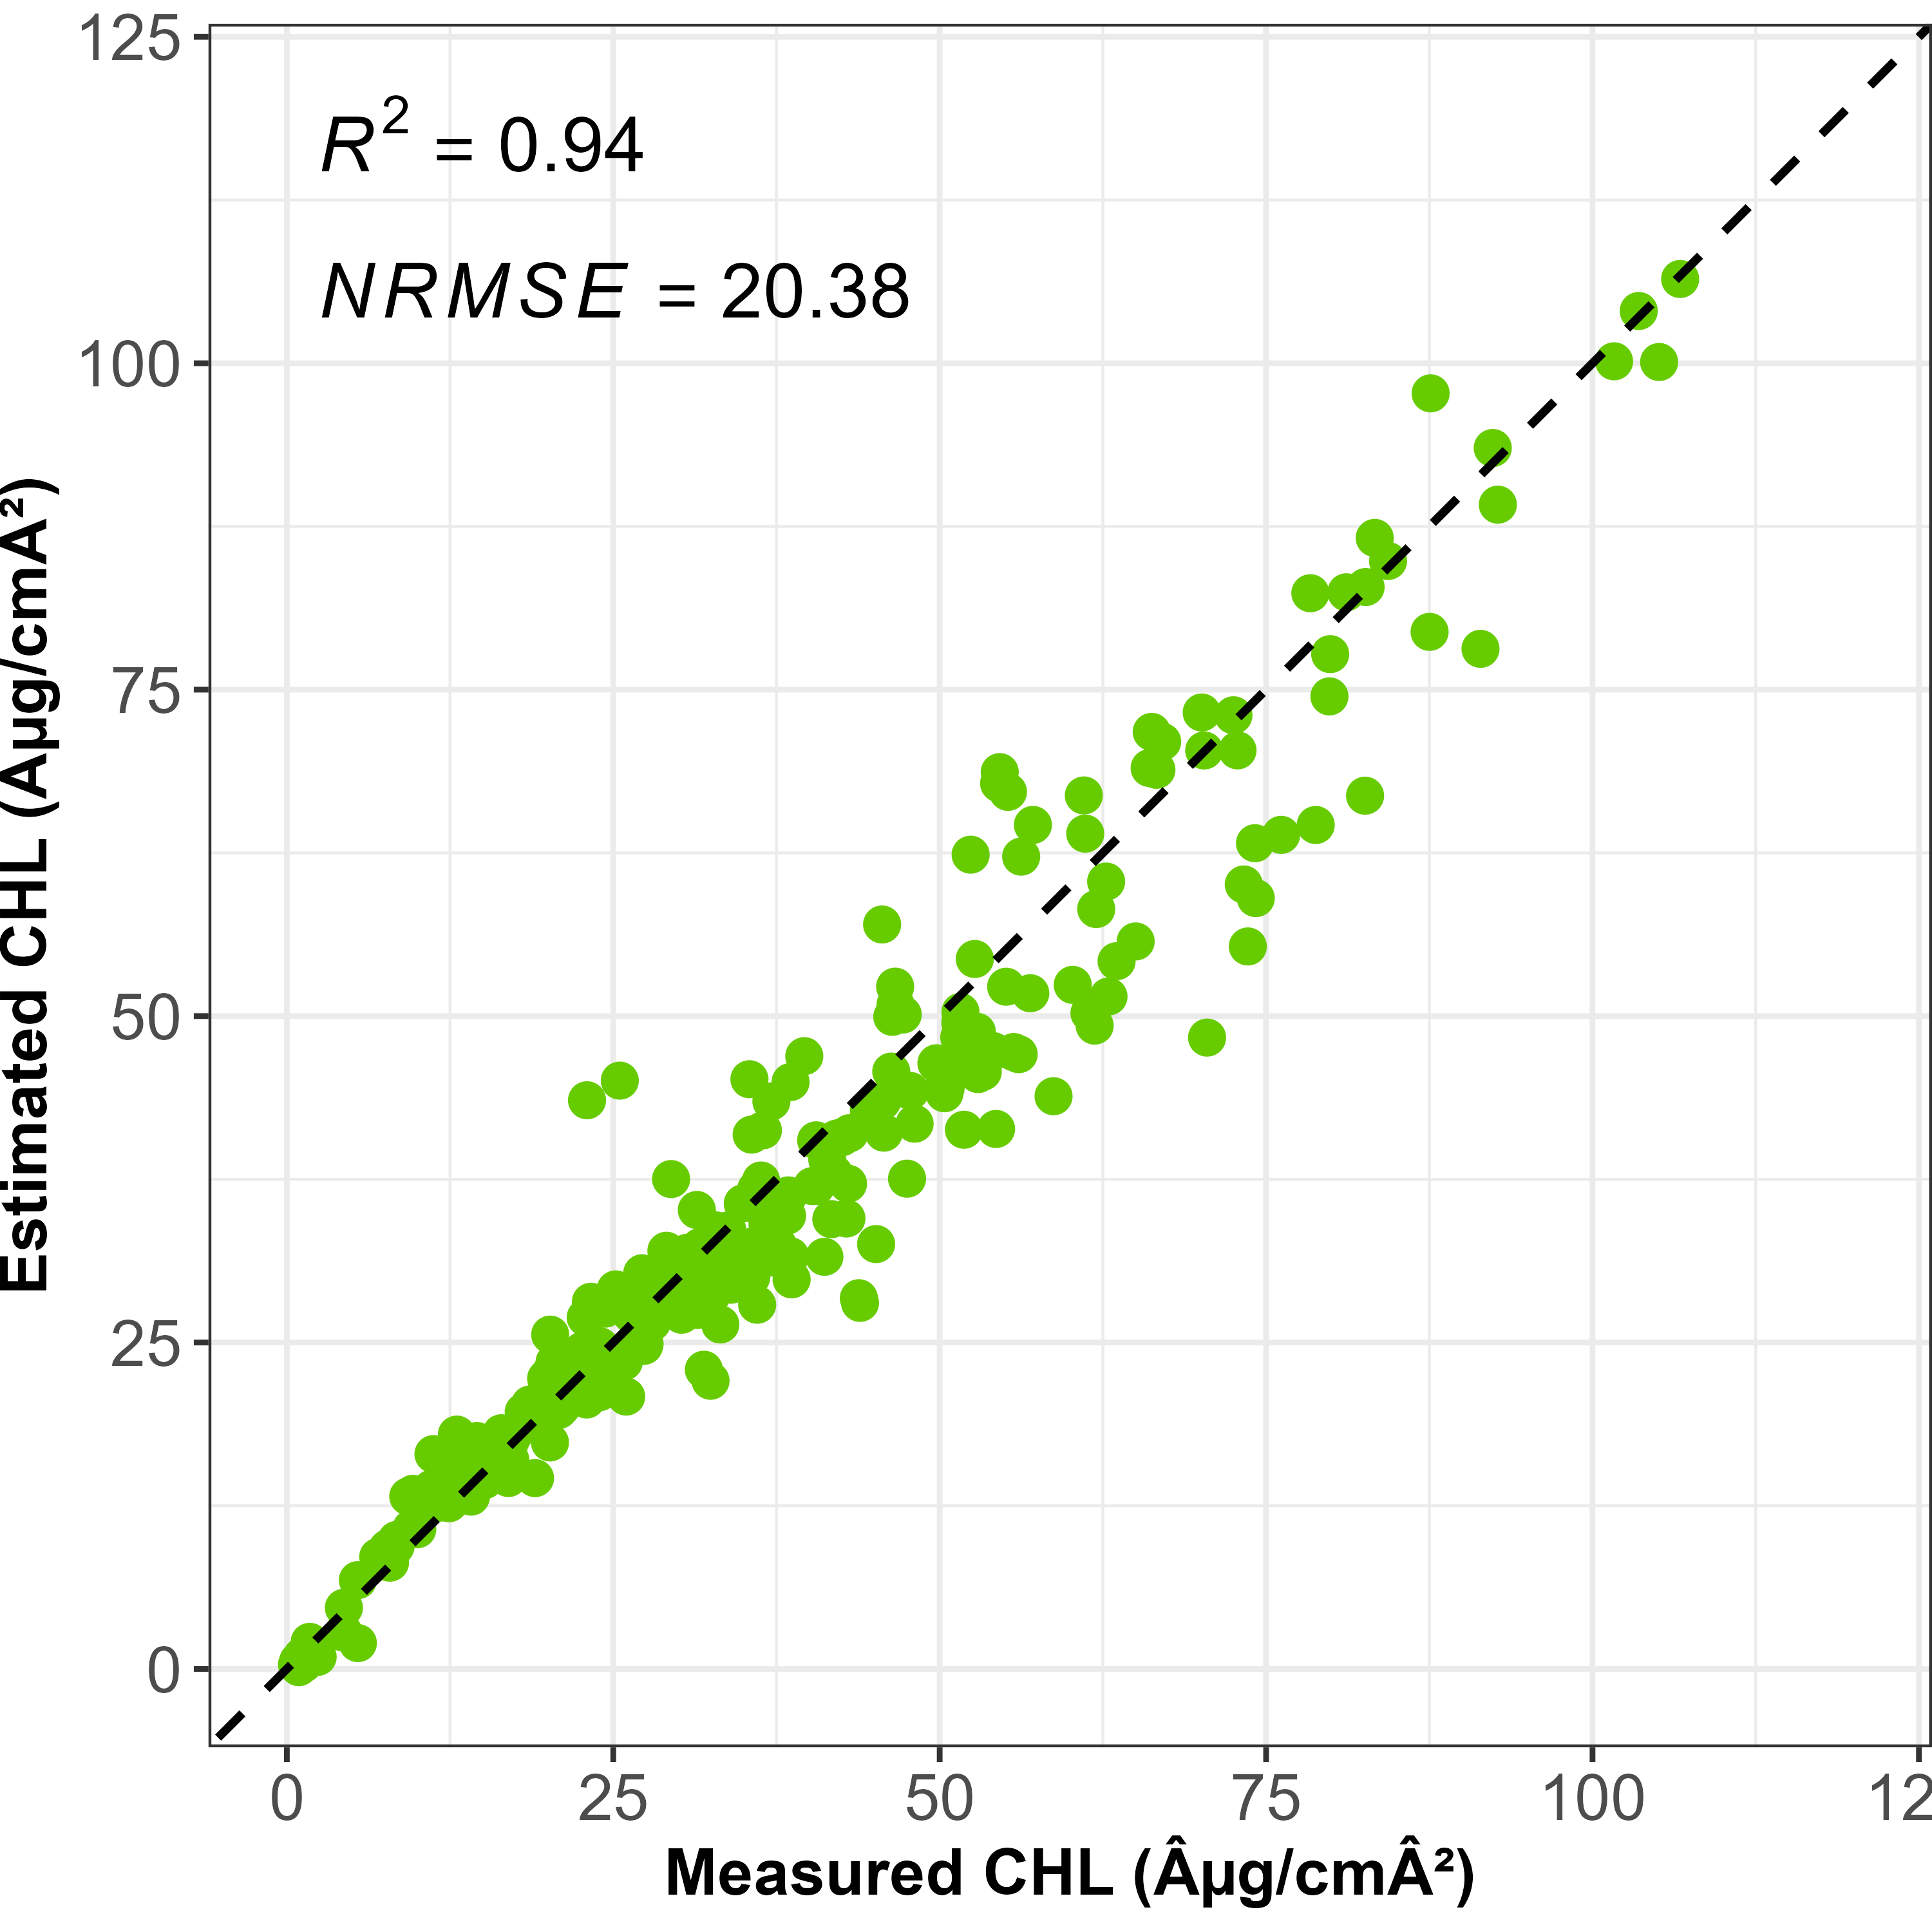 125
R² = 0.94
NRMSE = 20.38
100
75
50
25
0
Estimated CHL (Âµg/cmÂ²)
0 25 50 75 100 12
Measured CHL (Âµg/cmÂ²)